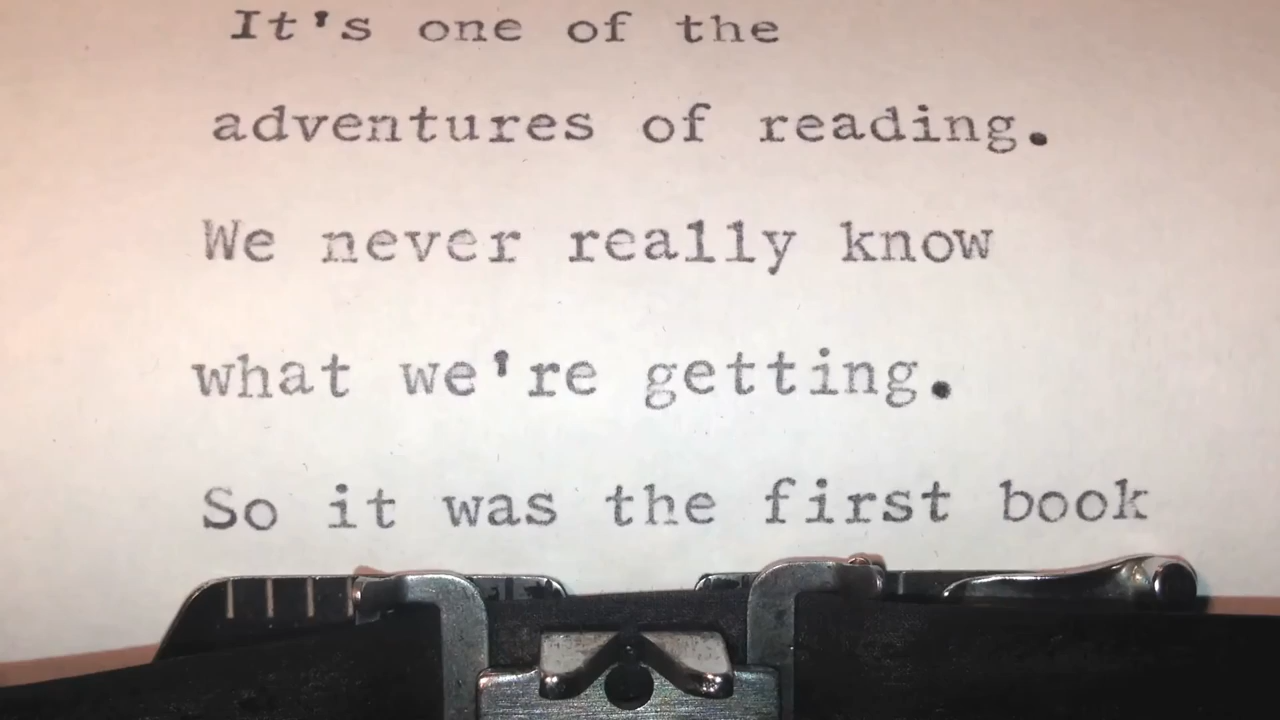 It's one of the
adventures of reading.
We never really know
what we're getting.
So it was the first book